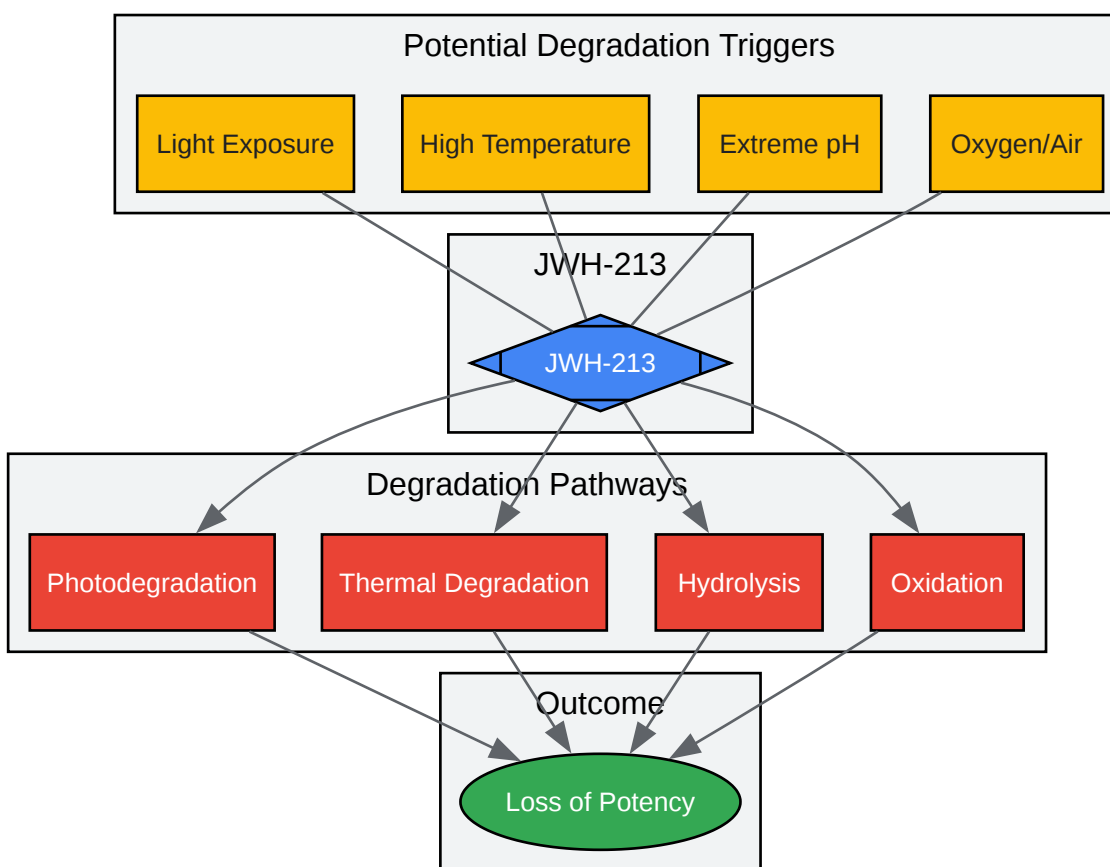 Potential Degradation Triggers
Light Exposure
High Temperature
Extreme pH
Oxygen/Air
JWH-213
JWH-213
Degradation Pathways
Photodegradation
Thermal Degradation
Hydrolysis
Oxidation
Outcome
Loss of Potency